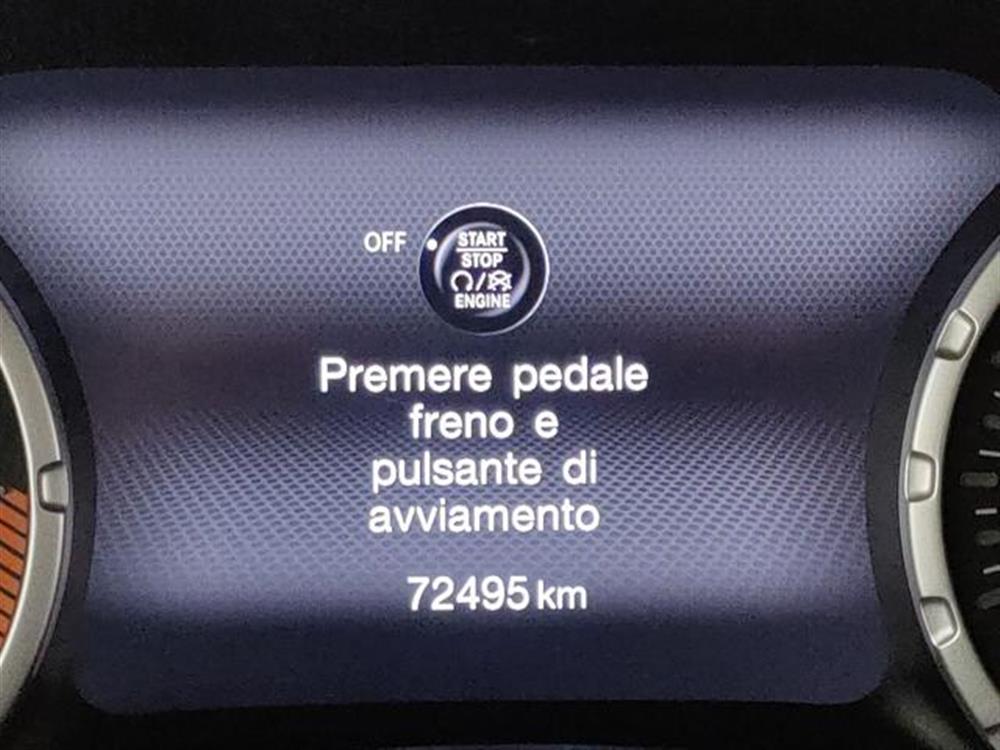 OFF
START
STOP
ENGINE
Premere pedale
freno e
pulsante di
avviamento
72495 km